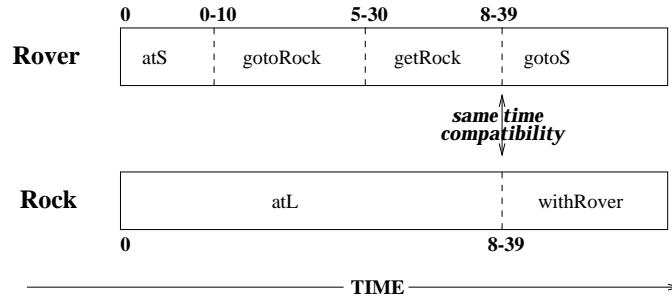 0 0-10 5-30 8-39
Rover atS gotoRock getRock gotoS
same time
compatibility
Rock atL withRover
0 8-39
TIME